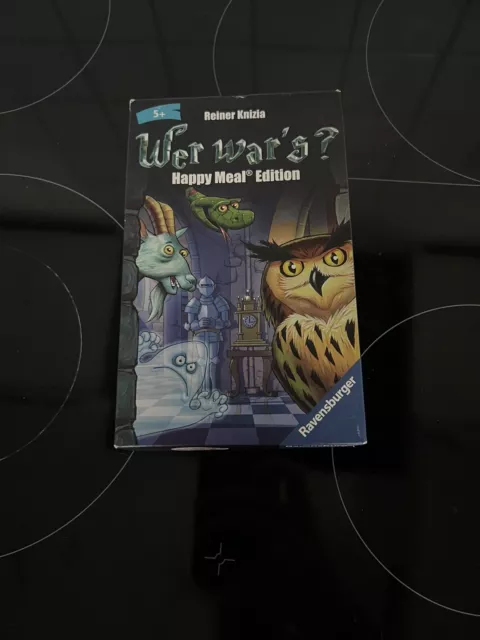 5+
Reiner Knizia
Wer war's?
Happy Meal® Edition
Ravensburger